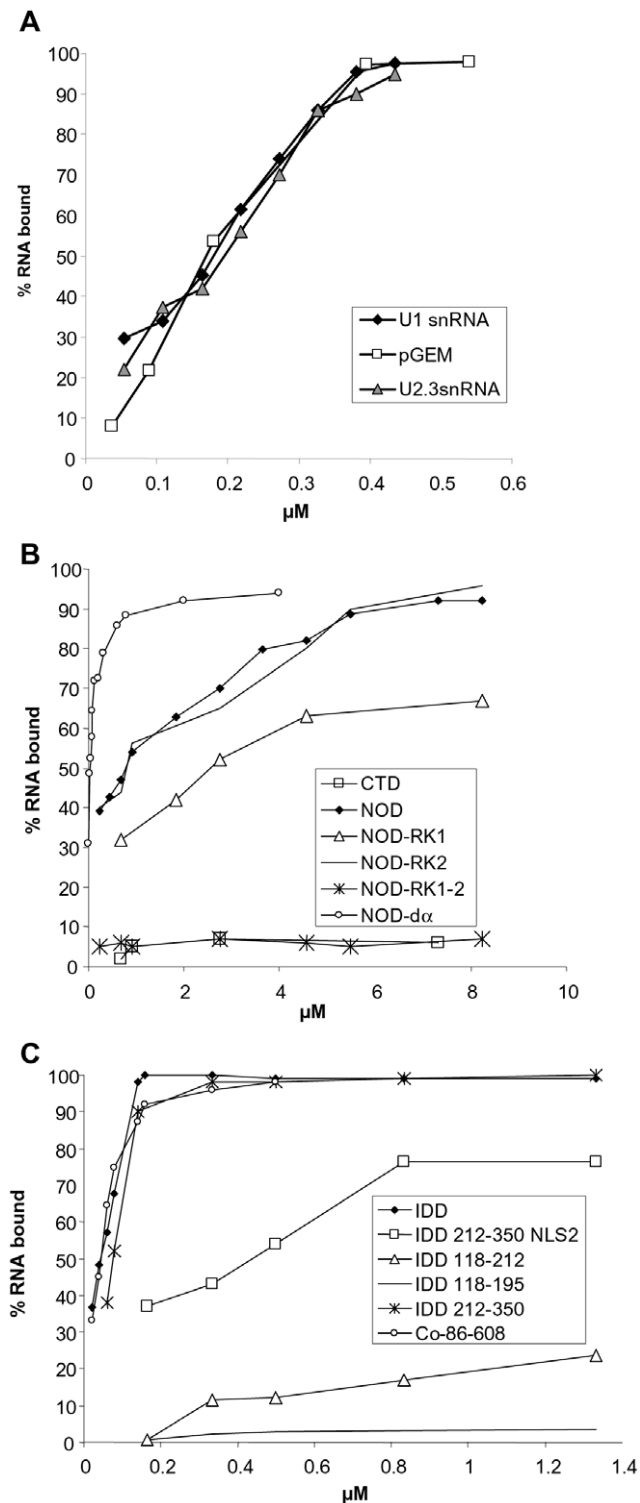 A
100
90
80
70
60
50
40
30
20
10
0
% RNA bound
0 0.1 0.2 0.3 0.4 0.5 0.6
µM
U1 snRNA
pGEM
U2.3snRNA
B
100
90
80
70
60
50
40
30
20
10
0
% RNA bound
0 2 4 6 8 10
µM
CTD
NOD
NOD-RK1
NOD-RK2
NOD-RK1-2
NOD-dα
C
100
90
80
70
60
50
40
30
20
10
0
% RNA bound
0 0.2 0.4 0.6 0.8 1 1.2 1.4
µM
IDD
IDD 212-350 NLS2
IDD 118-212
IDD 118-195
IDD 212-350
Co-86-608